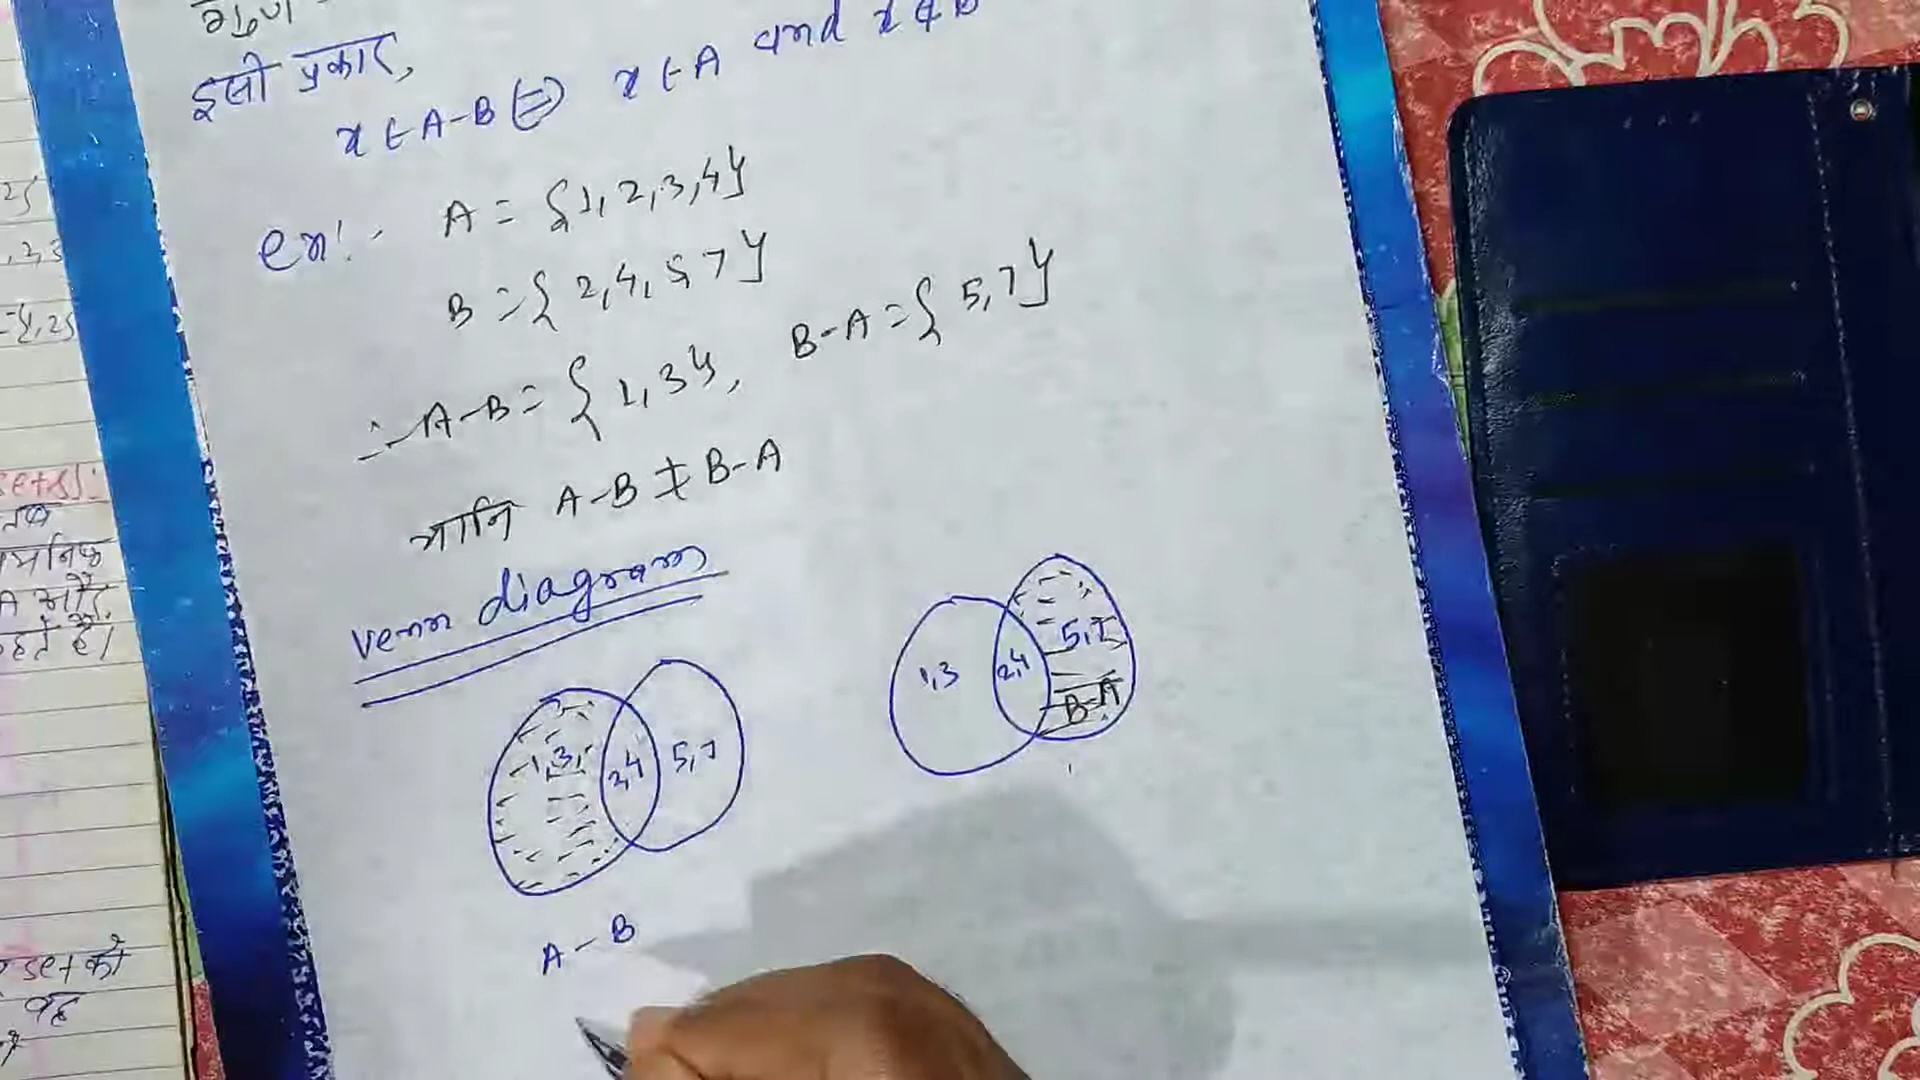 इसी प्रकार,
x ∈ A-B ⇔ x ∈ A and x ∉ B
ex:- A = {1,2,3,4}
B = {2,4,5,7}
∴ A-B = {1,3}, B-A = {5,7}
यानि A-B ≠ B-A
venn diagram
1,3, 2,4 5,7
A - B
1,3 2,4 5,7
B-A
set को
वह